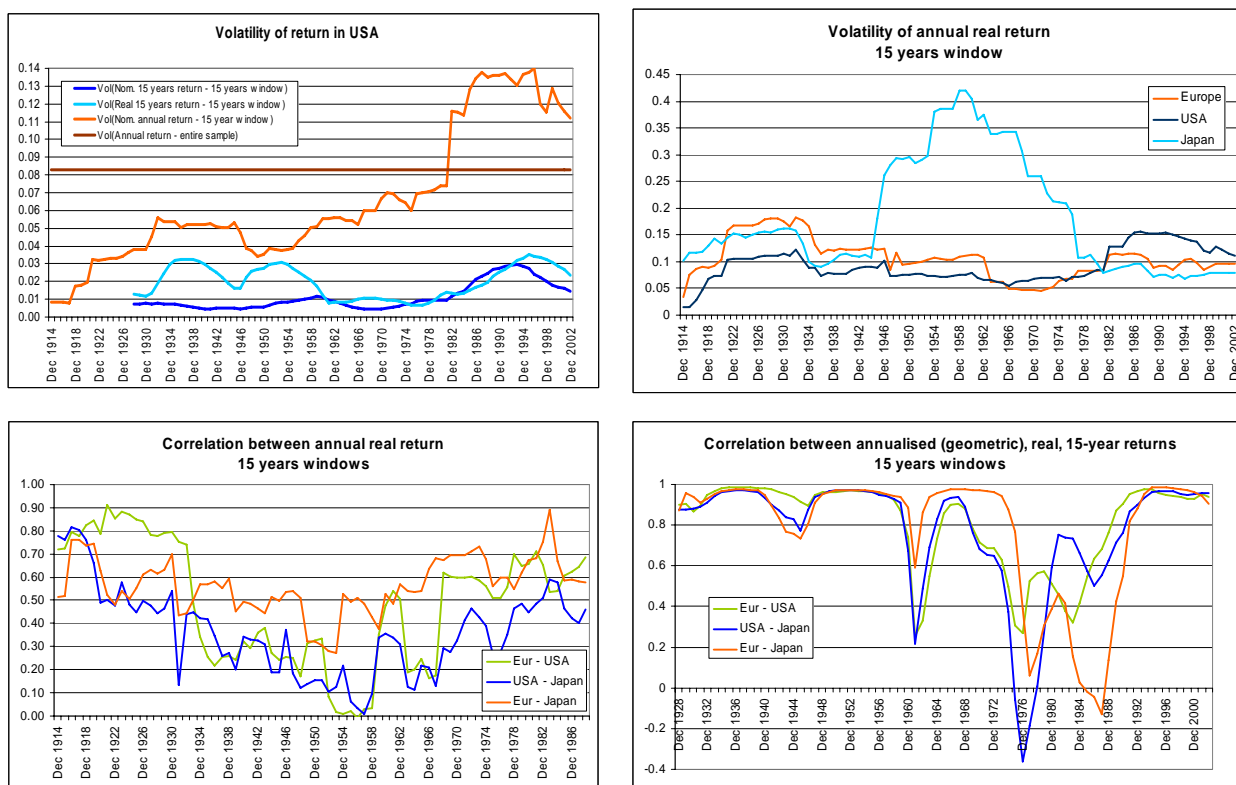 Volatility of return in USA
0.14
0.13
0.12
0.11
0.10
0.09
0.08
0.07
0.06
0.05
0.04
0.03
0.02
0.01
0.00
Vol(Nom. 15 years return - 15 years window)
Vol(Real 15 years return - 15 years window)
Vol(Nom. annual return - 15 year window)
Vol(Annual return - entire sample)
Dec 1914
Dec 1918
Dec 1922
Dec 1926
Dec 1930
Dec 1934
Dec 1938
Dec 1942
Dec 1946
Dec 1950
Dec 1954
Dec 1958
Dec 1962
Dec 1966
Dec 1970
Dec 1974
Dec 1978
Dec 1982
Dec 1986
Dec 1990
Dec 1994
Dec 1998
Dec 2002
Volatility of annual real return
15 years window
0.45
0.4
0.35
0.3
0.25
0.2
0.15
0.1
0.05
0
Europe
USA
Japan
Dec 1914
Dec 1918
Dec 1922
Dec 1926
Dec 1930
Dec 1934
Dec 1938
Dec 1942
Dec 1946
Dec 1950
Dec 1954
Dec 1958
Dec 1962
Dec 1966
Dec 1970
Dec 1974
Dec 1978
Dec 1982
Dec 1986
Dec 1990
Dec 1994
Dec 1998
Dec 2002
Correlation between annual real return
15 years windows
1.00
0.90
0.80
0.70
0.60
0.50
0.40
0.30
0.20
0.10
0.00
Eur - USA
USA - Japan
Eur - Japan
Dec 1914
Dec 1918
Dec 1922
Dec 1926
Dec 1930
Dec 1934
Dec 1938
Dec 1942
Dec 1946
Dec 1950
Dec 1954
Dec 1958
Dec 1962
Dec 1966
Dec 1970
Dec 1974
Dec 1978
Dec 1982
Dec 1986
Correlation between annualised (geometric), real, 15-year returns
15 years windows
1
0.8
0.6
0.4
0.2
0
-0.2
-0.4
Eur - USA
USA - Japan
Eur - Japan
Dec 1928
Dec 1932
Dec 1936
Dec 1940
Dec 1944
Dec 1948
Dec 1952
Dec 1956
Dec 1960
Dec 1964
Dec 1968
Dec 1972
Dec 1976
Dec 1980
Dec 1984
Dec 1988
Dec 1992
Dec 1996
Dec 2000